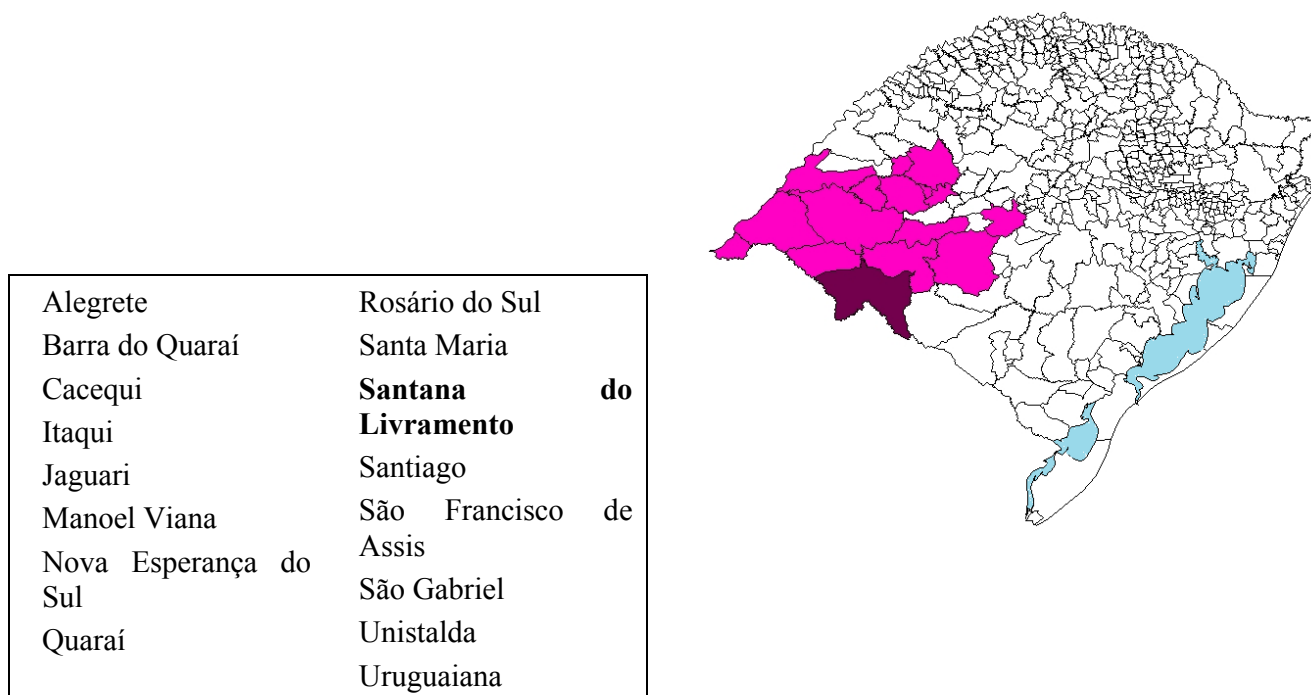 Alegrete
Barra do Quaraí
Cacequi
Itaqui
Jaguari
Manoel Viana
Nova Esperança do
Sul
Quaraí
Rosário do Sul
Santa Maria
Santana do
Livramento
Santiago
São Francisco de
Assis
São Gabriel
Unistalda
Uruguaiana